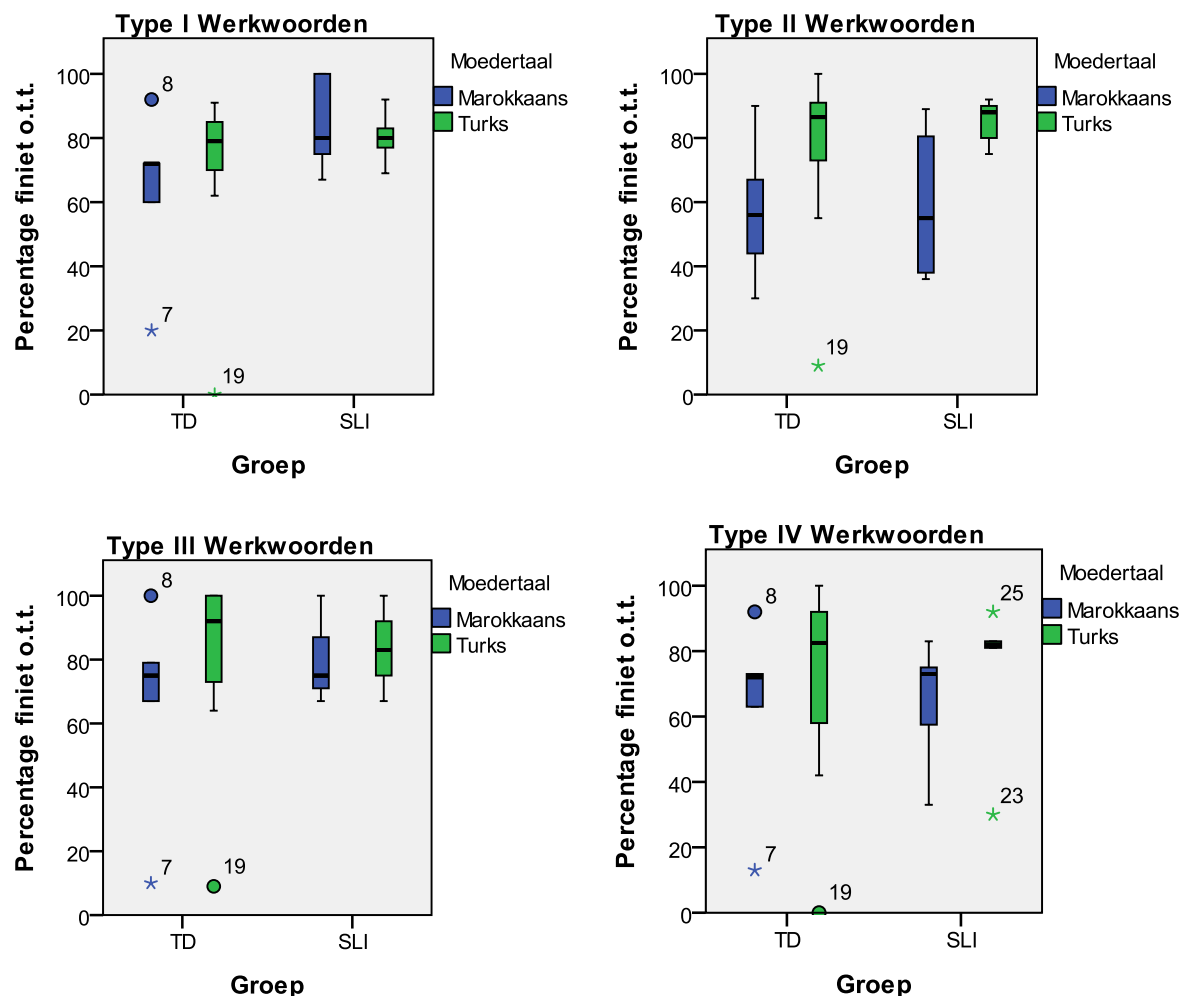 Type I Werkwoorden
Percentage finiet o.t.t.
100
80
60
40
20
0
8
7
19
TD
SLI
Groep
Moedertaal
Marokkaans
Turks
Type II Werkwoorden
Percentage finiet o.t.t.
100
80
60
40
20
0
19
TD
SLI
Groep
Moedertaal
Marokkaans
Turks
Type III Werkwoorden
Percentage finiet o.t.t.
100
80
60
40
20
0
8
7
19
TD
SLI
Groep
Moedertaal
Marokkaans
Turks
Type IV Werkwoorden
Percentage finiet o.t.t.
100
80
60
40
20
0
8
7
19
25
23
TD
SLI
Groep
Moedertaal
Marokkaans
Turks